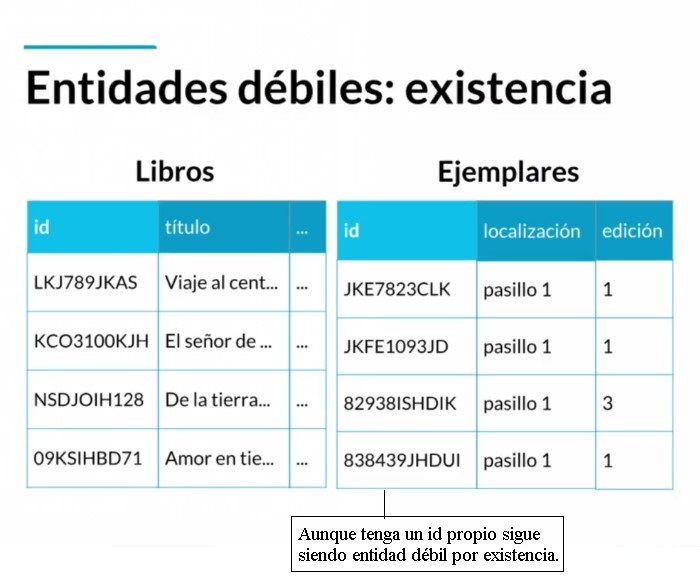 Entidades débiles: existencia
Libros
id título ...
LKJ789JKAS Viaje al cent... ...
KCO3100KJH El señor de ... ...
NSDJOIH128 De la tierra... ...
09KSIHBD71 Amor en tie... ...
Ejemplares
id localización edición
JKE7823CLK pasillo 1 1
JKFE1093JD pasillo 1 1
82938ISHDIK pasillo 1 3
838439JHDUI pasillo 1 1
Aunque tenga un id propio sigue
siendo entidad débil por existencia.